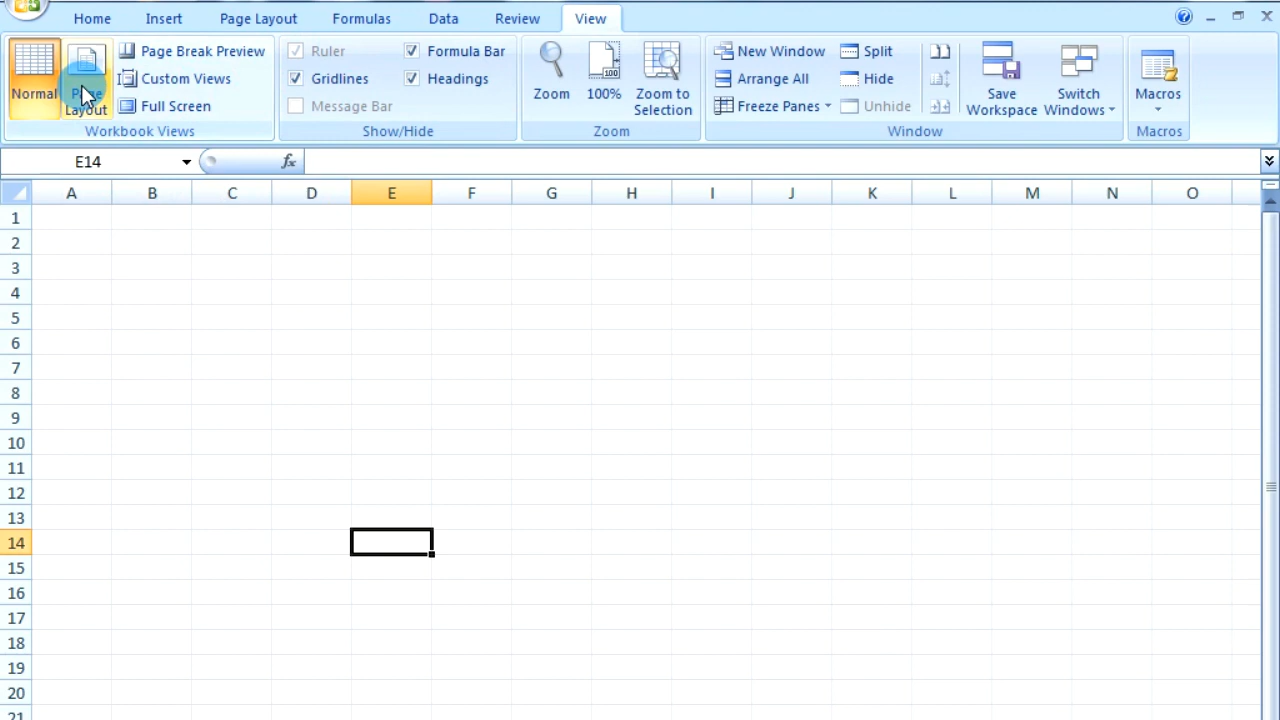 Home Insert Page Layout Formulas Data Review View
Normal Page Layout Page Break Preview Custom Views Full Screen
Workbook Views
Ruler Formula Bar
Gridlines Headings
Message Bar
Show/Hide
Zoom 100% Zoom to Selection
100
Zoom
New Window Split
Arrange All Hide
Freeze Panes Unhide
Save Workspace Switch Windows
Window
Macros
Macros
E14 fx
A B C D E F G H I J K L M N O
1
2
3
4
5
6
7
8
9
10
11
12
13
14
15
16
17
18
19
20
21